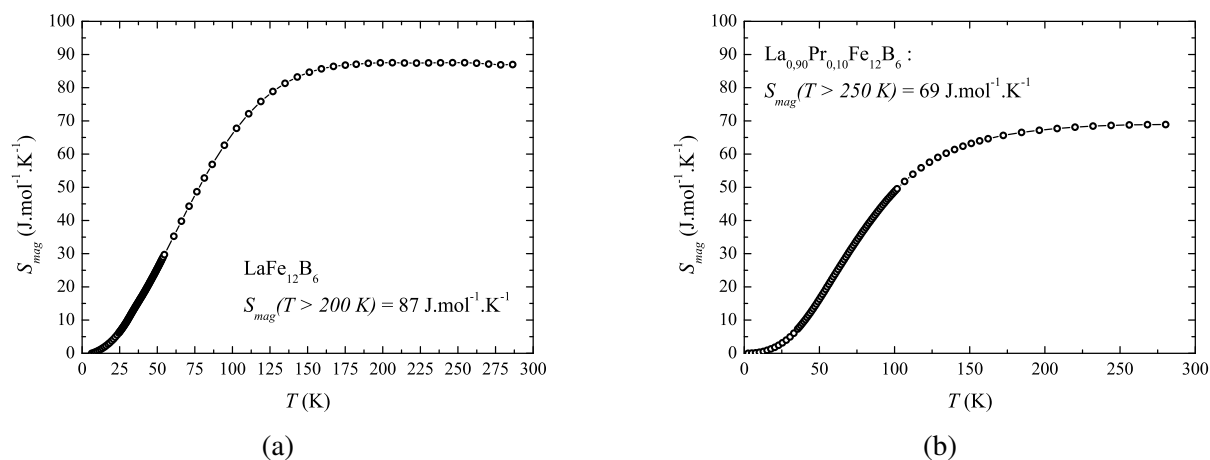 100
90
80
70
60
50
40
30
20
10
0
S_mag (J.mol⁻¹.K⁻¹)
LaFe₁₂B₆
S_mag(T > 200 K) = 87 J.mol⁻¹.K⁻¹
0 25 50 75 100 125 150 175 200 225 250 275 300
T (K)
(a)
100
90
80
70
60
50
40
30
20
10
0
S_mag (J.mol⁻¹.K⁻¹)
La₀,₉₀Pr₀,₁₀Fe₁₂B₆ :
S_mag(T > 250 K) = 69 J.mol⁻¹.K⁻¹
0 50 100 150 200 250 300
T (K)
(b)